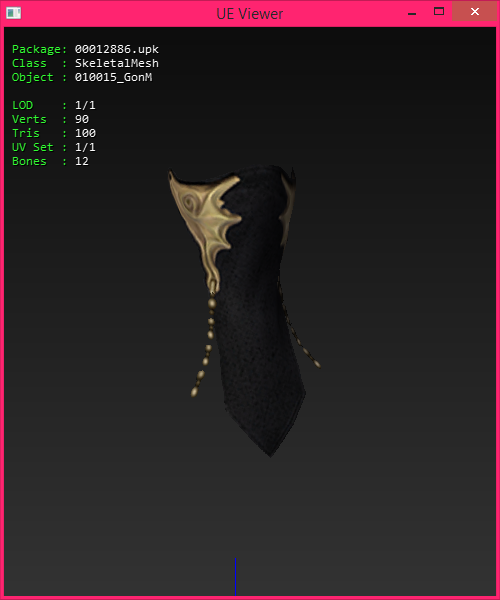 UE Viewer
Package: 00012886.upk
Class : SkeletalMesh
Object : 010015_GonM
LOD : 1/1
Verts : 90
Tris : 100
UV Set : 1/1
Bones : 12